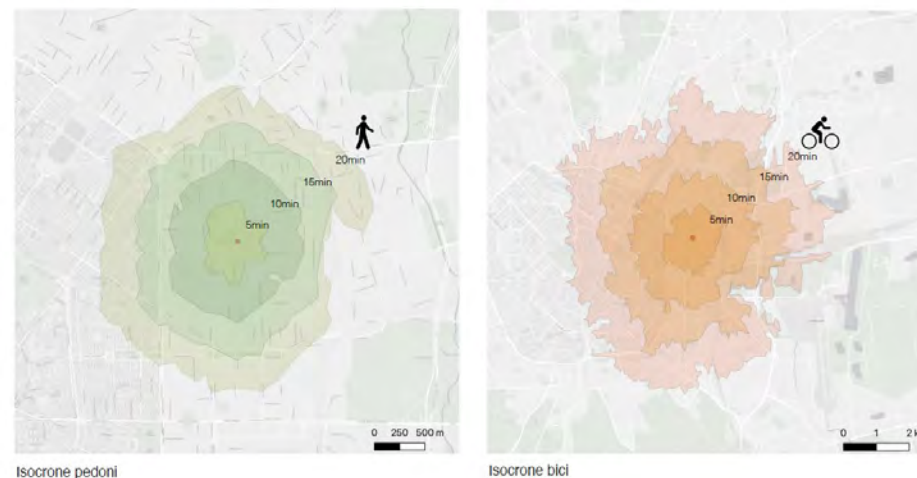 20min
15min
10min
5min
0 250 500 m
Isocrone pedoni
20min
15min
10min
5min
0 1 2 k
Isocrone bici